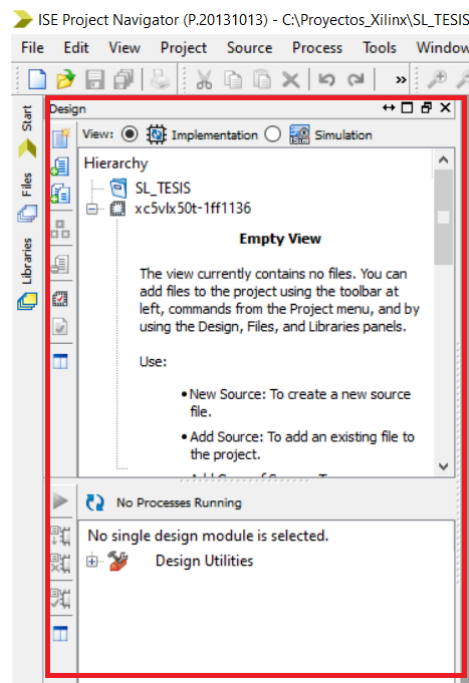 ISE Project Navigator (P.20131013) - C:\Proyectos_Xilinx\SL_TESIS
File Edit View Project Source Process Tools Window
»
Start
Files
Libraries
Design
View: Implementation Simulation
Hierarchy
SL_TESIS
xc5vlx50t-1ff1136
Empty View
The view currently contains no files. You can
add files to the project using the toolbar at
left, commands from the Project menu, and by
using the Design, Files, and Libraries panels.
Use:
• New Source: To create a new source
file.
• Add Source: To add an existing file to
the project.
No Processes Running
No single design module is selected.
Design Utilities